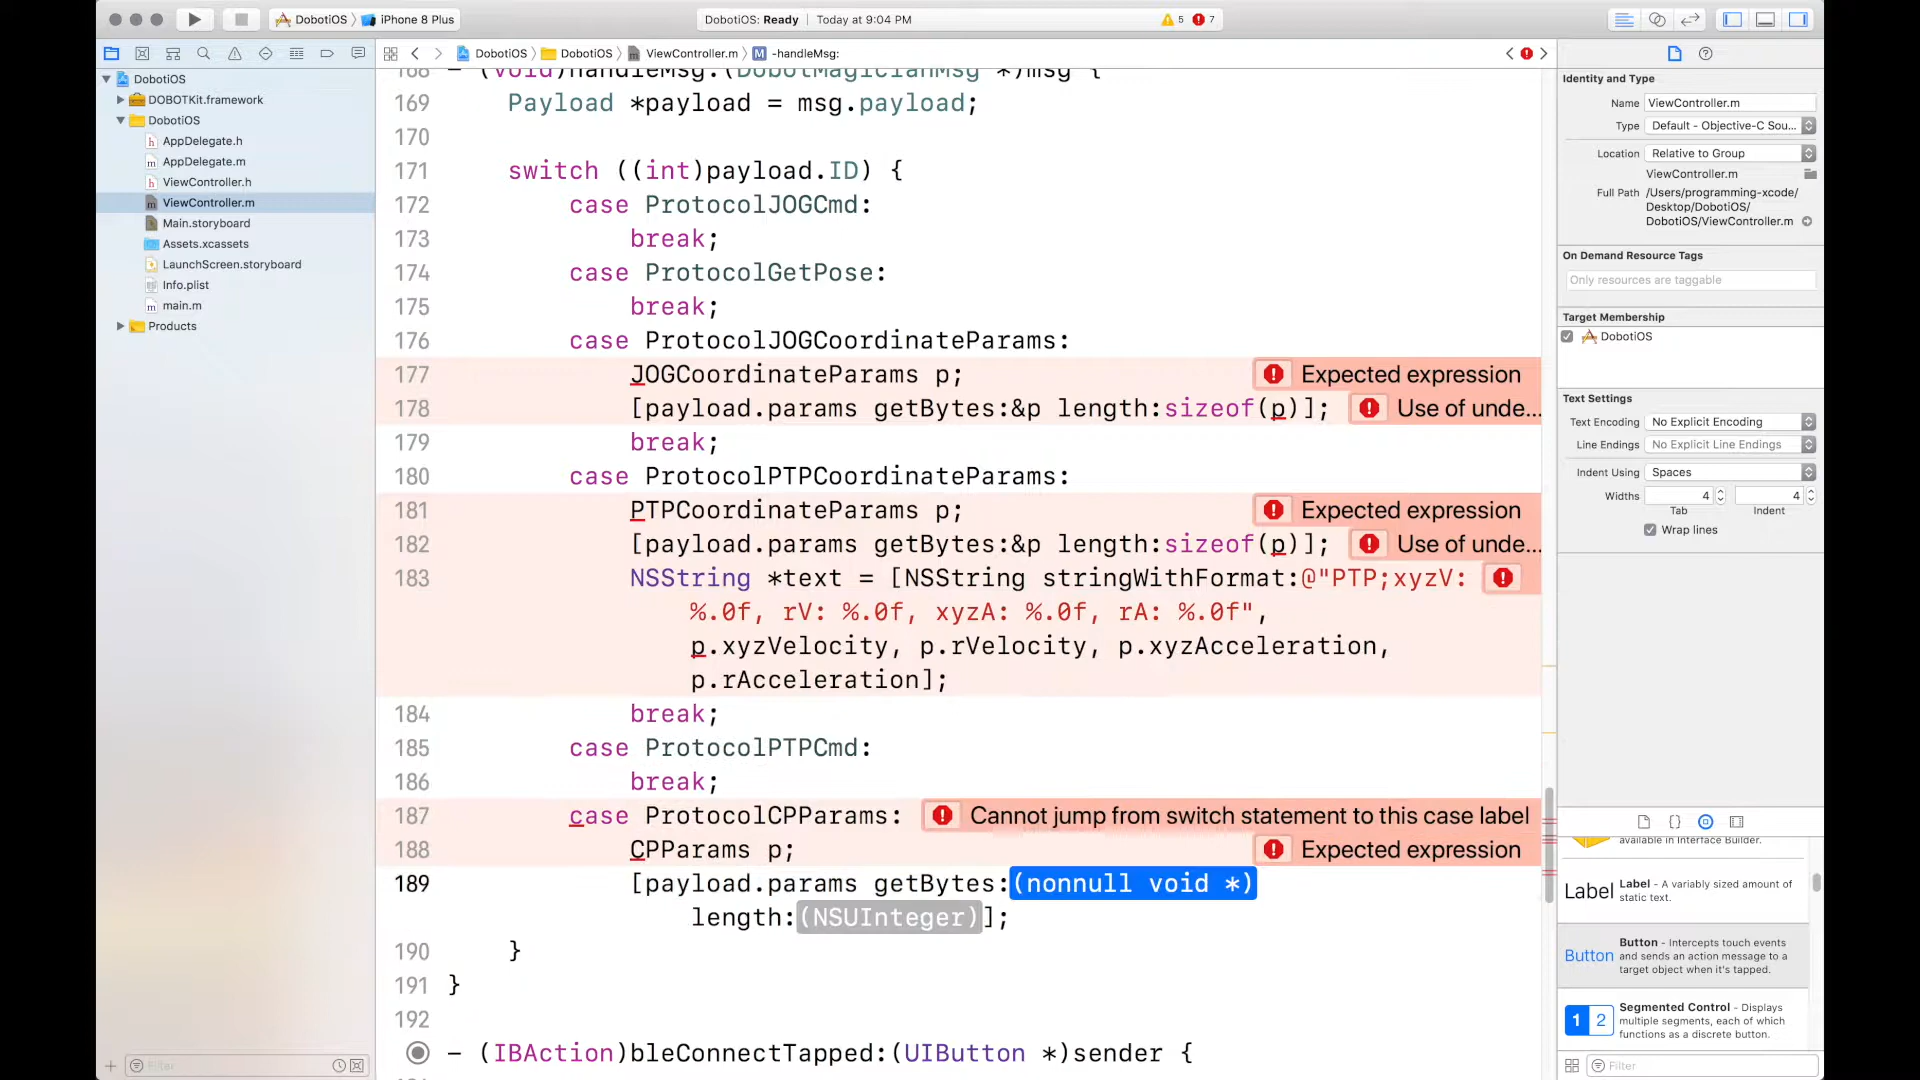 DobotiOS
iPhone 8 Plus
DobotiOS: Ready | Today at 9:04 PM
5
7
DobotiOS
DobotiOS
ViewController.m
M
-handleMsg:
DobotiOS
DOBOTKit.framework
DobotiOS
AppDelegate.h
AppDelegate.m
ViewController.h
ViewController.m
Main.storyboard
Assets.xcassets
LaunchScreen.storyboard
Info.plist
main.m
Products
Filter
168 - (void)handleMsg:(DobotMagicianMsg *)msg {
169 Payload *payload = msg.payload;
170
171 switch ((int)payload.ID) {
172 case ProtocolJOGCmd:
173 break;
174 case ProtocolGetPose:
175 break;
176 case ProtocolJOGCoordinateParams:
177 JOGCoordinateParams p; Expected expression
178 [payload.params getBytes:&p length:sizeof(p)]; Use of unde...
179 break;
180 case ProtocolPTPCoordinateParams:
181 PTPCoordinateParams p; Expected expression
182 [payload.params getBytes:&p length:sizeof(p)]; Use of unde...
183 NSString *text = [NSString stringWithFormat:@"PTP;xyzV:
%.0f, rV: %.0f, xyzA: %.0f, rA: %.0f",
p.xyzVelocity, p.rVelocity, p.xyzAcceleration,
p.rAcceleration];
184 break;
185 case ProtocolPTPCmd:
186 break;
187 case ProtocolCPParams: Cannot jump from switch statement to this case label
188 CPParams p; Expected expression
189 [payload.params getBytes:(nonnull void *)
length:(NSUInteger)];
190 }
191 }
192
- (IBAction)bleConnectTapped:(UIButton *)sender {
Identity and Type
Name ViewController.m
Type Default - Objective-C Sou...
Location Relative to Group
ViewController.m
Full Path /Users/programming-xcode/
Desktop/DobotiOS/
DobotiOS/ViewController.m
On Demand Resource Tags
Only resources are taggable
Target Membership
DobotiOS
Text Settings
Text Encoding No Explicit Encoding
Line Endings No Explicit Line Endings
Indent Using Spaces
Widths 4 4
Tab Indent
Wrap lines
available in Interface Builder.
Label Label - A variably sized amount of
static text.
Button Button - Intercepts touch events
and sends an action message to a
target object when it's tapped.
1 2 Segmented Control - Displays
multiple segments, each of which
functions as a discrete button.
Filter